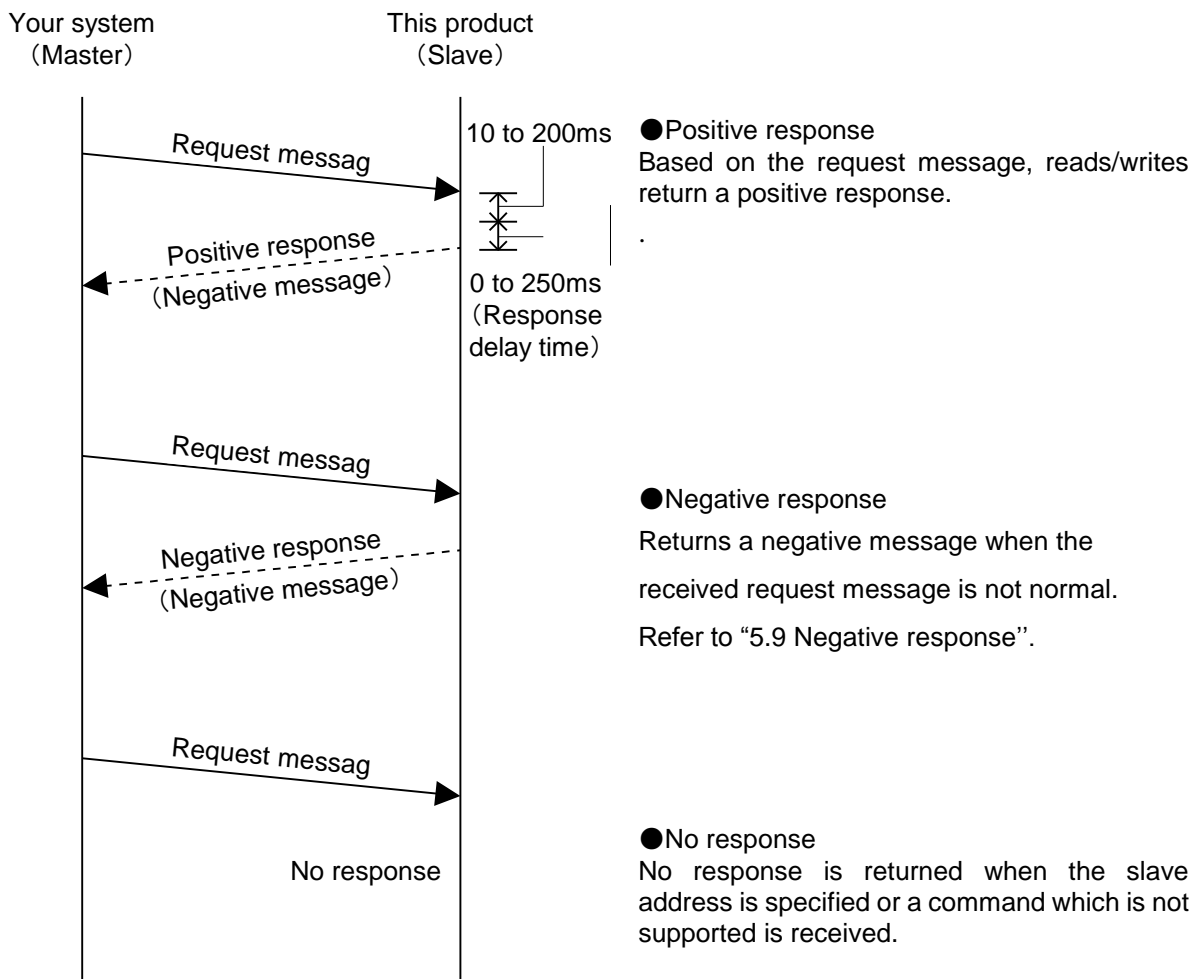 Your system
（Master）
This product
（Slave）
Request messag
10 to 200ms
●Positive response
Based on the request message, reads/writes
return a positive response.
.
Positive response
（Negative message）
0 to 250ms
（Response
delay time）
Request messag
●Negative response
Negative response
（Negative message）
Returns a negative message when the
received request message is not normal.
Refer to “5.9 Negative response’’.
Request messag
No response
●No response
No response is returned when the slave
address is specified or a command which is not
supported is received.